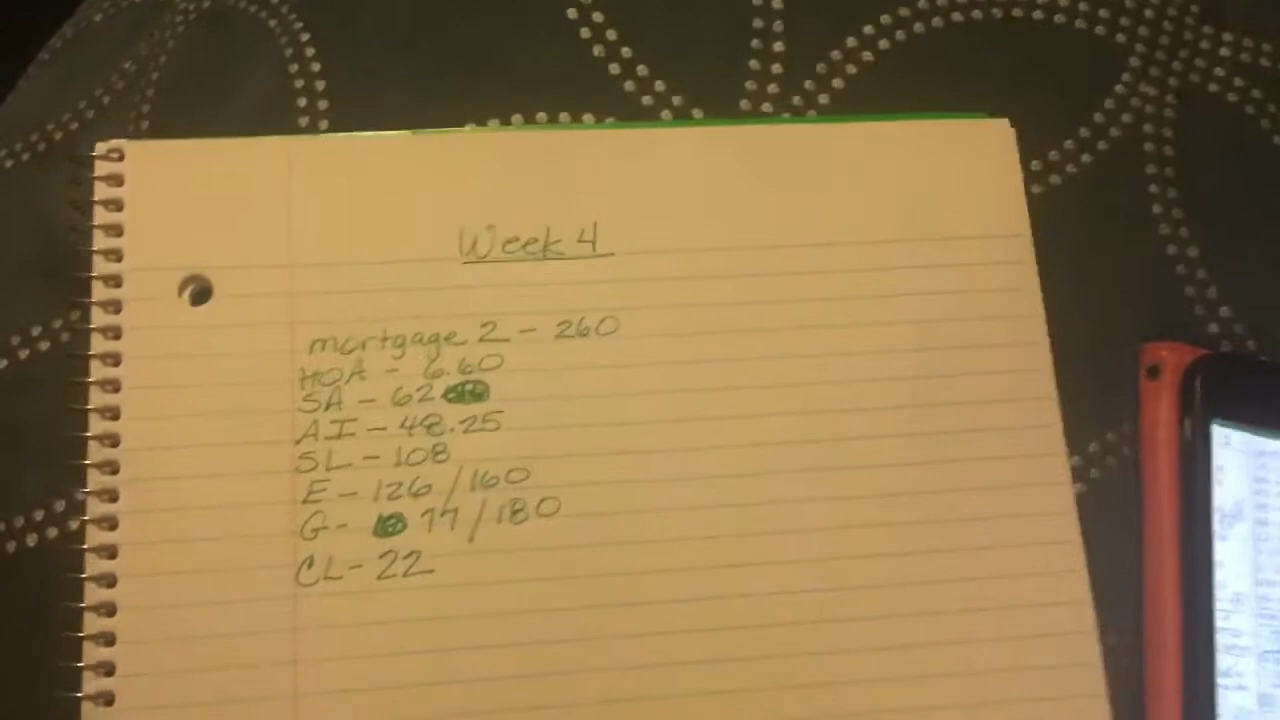 Week 4
mortgage 2 - 260
HOA - 6.60
SA - 62
AI - 48.25
SL - 108
E - 126/160
G - 77/180
CL - 22